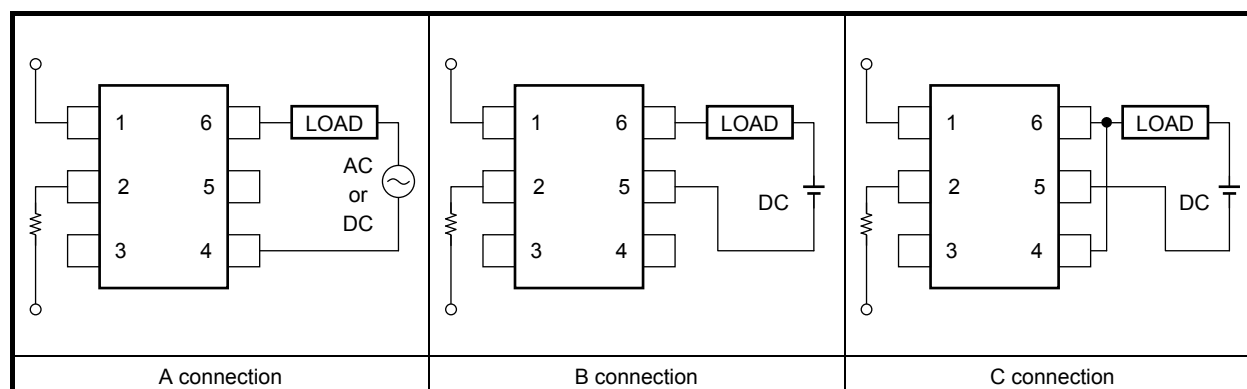 1 6 LOAD
AC
2 5 or
DC
3 4
A connection
1 6 LOAD
2 5 DC
3 4
B connection
1 6 LOAD
2 5 DC
3 4
C connection